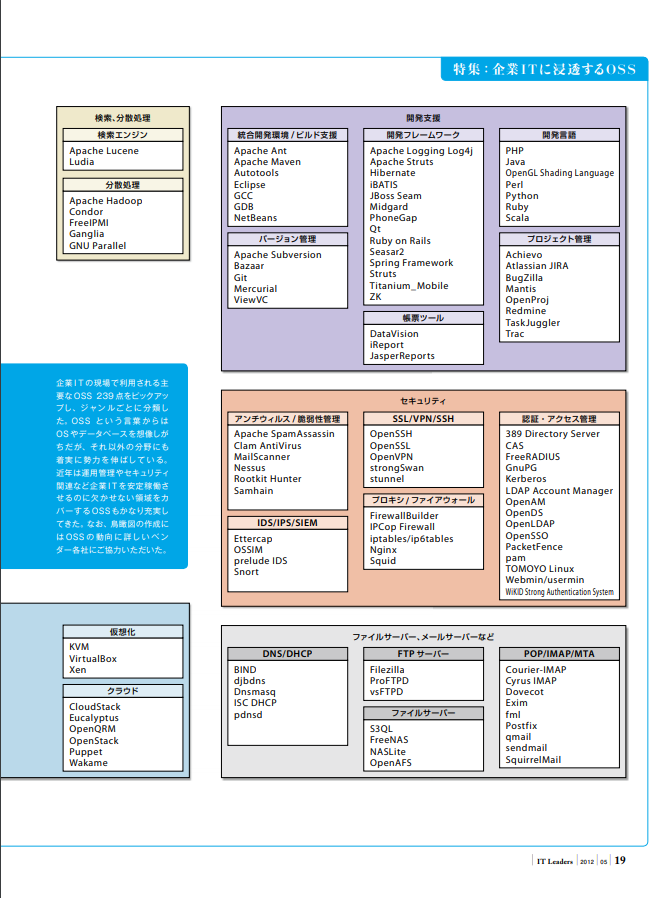 特集：企業ITに浸透するOSS
検索、分散処理
検索エンジン
Apache Lucene
Ludia
分散処理
Apache Hadoop
Condor
FreeIPMI
Ganglia
GNU Parallel
開発支援
統合開発環境 / ビルド支援
Apache Ant
Apache Maven
Autotools
Eclipse
GCC
GDB
NetBeans
バージョン管理
Apache Subversion
Bazaar
Git
Mercurial
ViewVC
開発フレームワーク
Apache Logging Log4j
Apache Struts
Hibernate
iBATIS
JBoss Seam
Midgard
PhoneGap
Qt
Ruby on Rails
Seasar2
Spring Framework
Struts
Titanium_Mobile
ZK
帳票ツール
DataVision
iReport
JasperReports
開発言語
PHP
Java
OpenGL Shading Language
Perl
Python
Ruby
Scala
プロジェクト管理
Achievo
Atlassian JIRA
BugZilla
Mantis
OpenProj
Redmine
TaskJuggler
Trac
企業ITの現場で利用される主
要なOSS 239点をピックアッ
プし、ジャンルごとに分類し
た。OSS という言葉からは
OSやデータベースを想像しが
ちだが、それ以外の分野にも
着実に勢力を伸ばしている。
近年は運用管理やセキュリティ
関連など企業ITを安定稼働さ
せるのに欠かせない領域をカ
バーするOSSもかなり充実し
てきた。なお、鳥瞰図の作成に
はOSSの動向に詳しいベン
ダー各社にご協力いただいた。
セキュリティ
アンチウィルス / 脆弱性管理
Apache SpamAssassin
Clam AntiVirus
MailScanner
Nessus
Rootkit Hunter
Samhain
IDS/IPS/SIEM
Ettercap
OSSIM
prelude IDS
Snort
SSL/VPN/SSH
OpenSSH
OpenSSL
OpenVPN
strongSwan
stunnel
プロキシ / ファイアウォール
FirewallBuilder
IPCop Firewall
iptables/ip6tables
Nginx
Squid
認証・アクセス管理
389 Directory Server
CAS
FreeRADIUS
GnuPG
Kerberos
LDAP Account Manager
OpenAM
OpenDS
OpenLDAP
OpenSSO
PacketFence
pam
TOMOYO Linux
Webmin/usermin
WiKID Strong Authentication System
仮想化
KVM
VirtualBox
Xen
クラウド
CloudStack
Eucalyptus
OpenQRM
OpenStack
Puppet
Wakame
ファイルサーバー、メールサーバーなど
DNS/DHCP
BIND
djbdns
Dnsmasq
ISC DHCP
pdnsd
FTP サーバー
Filezilla
ProFTPD
vsFTPD
ファイルサーバー
S3QL
FreeNAS
NASLite
OpenAFS
POP/IMAP/MTA
Courier-IMAP
Cyrus IMAP
Dovecot
Exim
fml
Postfix
qmail
sendmail
SquirrelMail
IT Leaders 2012 05 19